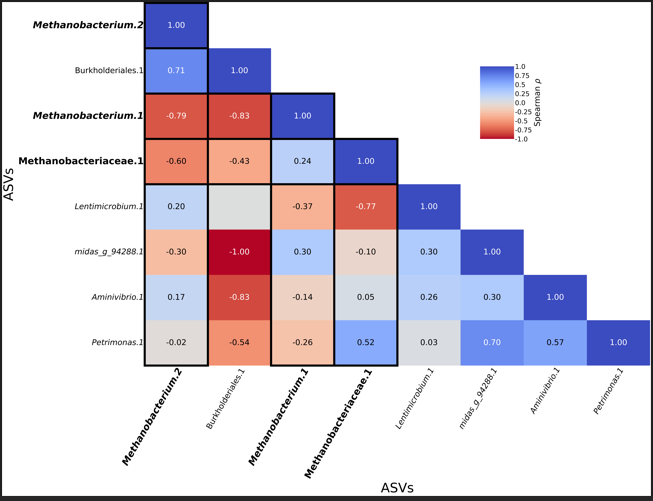 Methanobacterium.2 1.00
Burkholderiales.1 0.71 1.00
Methanobacterium.1 -0.79 -0.83 1.00
Methanobacteriaceae.1 -0.60 -0.43 0.24 1.00
Lentimicrobium.1 0.20 -0.37 -0.77 1.00
midas_g_94288.1 -0.30 -1.00 0.30 -0.10 0.30 1.00
Aminivibrio.1 0.17 -0.83 -0.14 0.05 0.26 0.30 1.00
Petrimonas.1 -0.02 -0.54 -0.26 0.52 0.03 0.70 0.57 1.00
ASVs
Methanobacterium.2
Burkholderiales.1
Methanobacterium.1
Methanobacteriaceae.1
Lentimicrobium.1
midas_g_94288.1
Aminivibrio.1
Petrimonas.1
ASVs
1.0
0.75
0.5
0.25
0.0
-0.25
-0.5
-0.75
-1.0
Spearman ρ